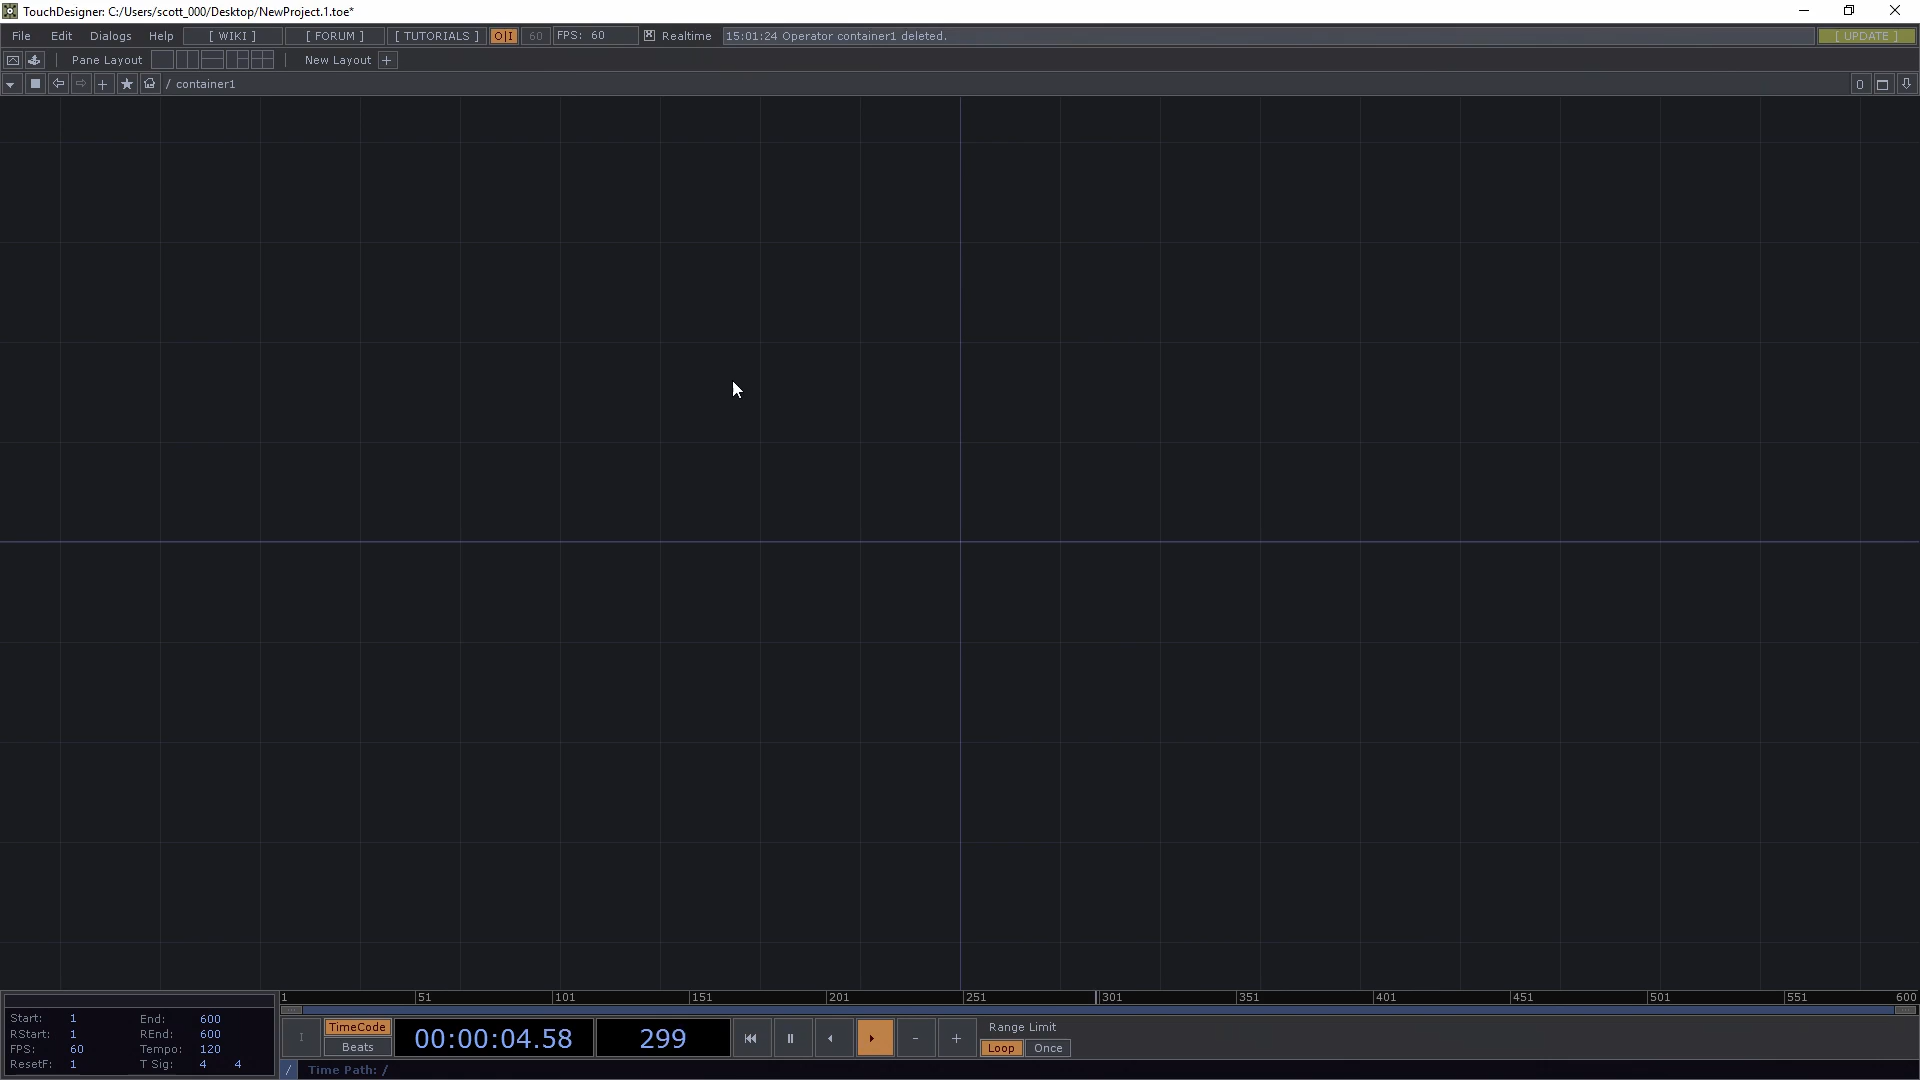 TouchDesigner: C:/Users/scott_000/Desktop/NewProject.1.toe*
File Edit Dialogs Help [ WIKI ] [ FORUM ] [ TUTORIALS ] O|I 60 FPS: 60 Realtime 15:01:24 Operator container1 deleted. [ UPDATE ]
Pane Layout New Layout +
+ / container1 0
1 51 101 151 201 251 301 351 401 451 501 551 600
Start: 1 End: 600
RStart: 1 REnd: 600
FPS: 60 Tempo: 120
ResetF: 1 T Sig: 4 4
I TimeCode 00:00:04.58 299 - + Range Limit
Beats Loop Once
/ Time Path: /